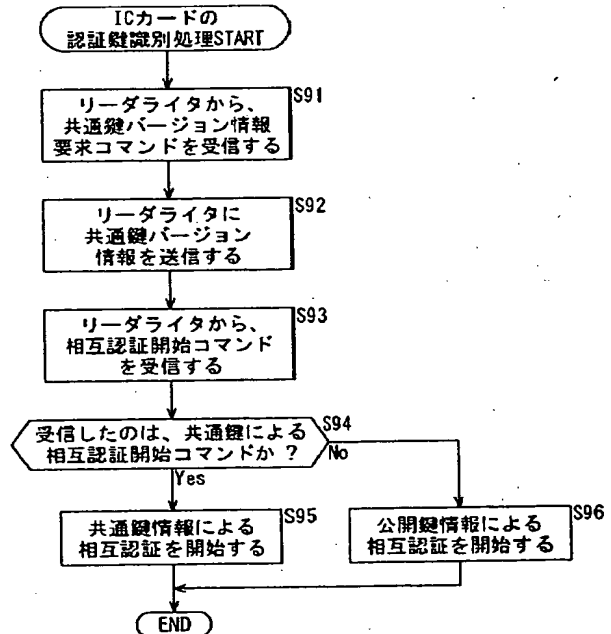 ICカードの
認証鍵識別処理START
S91
リーダライタから、
共通鍵バージョン情報
要求コマンドを受信する
S92
リーダライタに
共通鍵バージョン
情報を送信する
S93
リーダライタから、
相互認証開始コマンド
を受信する
S94
受信したのは、共通鍵による
相互認証開始コマンドか ?
No
Yes
S95
共通鍵情報による
相互認証を開始する
S96
公開鍵情報による
相互認証を開始する
END